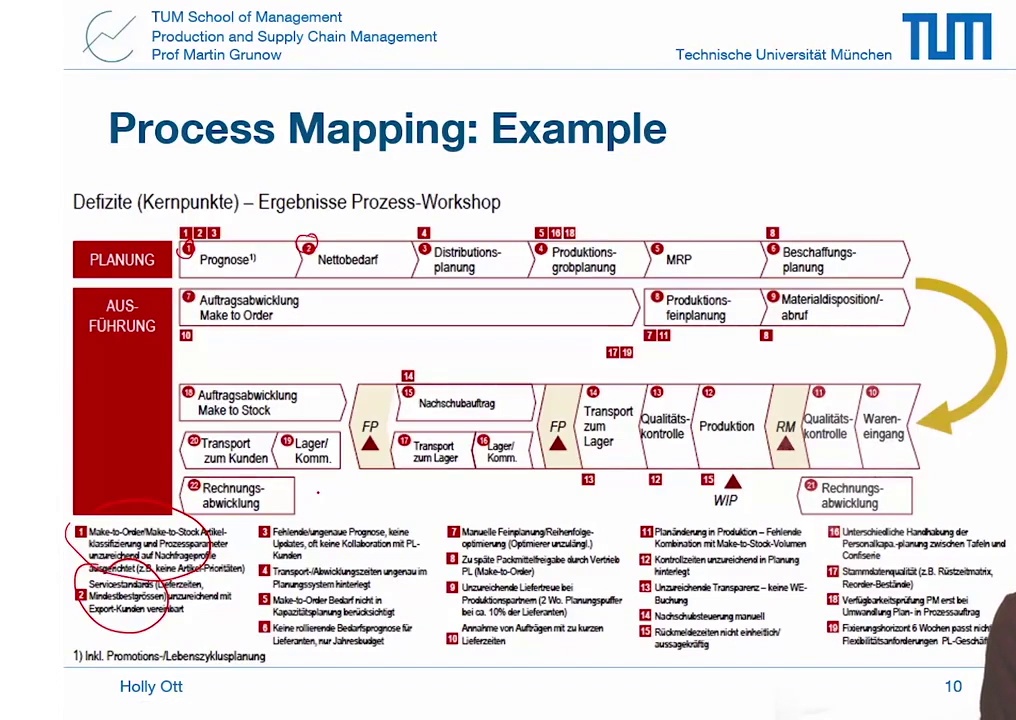 TUM School of Management
Production and Supply Chain Management
Prof Martin Grunow
Technische Universität München
TUM
Process Mapping: Example
Defizite (Kernpunkte) – Ergebnisse Prozess-Workshop
1 2 3
4
5 16 18
8
PLANUNG
1 Prognose1)
2 Nettobedarf
3 Distributions-
planung
4 Produktions-
grobplanung
5 MRP
6 Beschaffungs-
planung
AUS-
FÜHRUNG
7 Auftragsabwicklung
Make to Order
8 Produktions-
feinplanung
9 Materialdisposition/-
abruf
10
7 11
8
17 19
14
18 Auftragsabwicklung
Make to Stock
FP
15 Nachschubauftrag
FP
14 Transport
zum
Lager
13 Qualitäts-
kontrolle
12 Produktion
RM
11 Qualitäts-
kontrolle
10 Waren-
eingang
20 Transport
zum Kunden
19 Lager/
Komm.
17 Transport
zum Lager
16 Lager/
Komm.
22 Rechnungs-
abwicklung
13
12
15
WIP
21 Rechnungs-
abwicklung
1 Make-to-Order/Make-to-Stock Artikel-
klassifizierung und Prozessparameter
unzureichend auf Nachfrageprofile
ausgerichtet (z.B. keine Artikel-Prioritäten)
2 Servicestandards (Lieferzeiten,
Mindestbestgrössen) unzureichend mit
Export-Kunden vereinbart
3 Fehlende/ungenaue Prognose, keine
Updates, oft keine Kollaboration mit PL-
Kunden
4 Transport-/Abwicklungszeiten ungenau im
Planungssystem hinterlegt
5 Make-to-Order Bedarf nicht in
Kapazitätsplanung berücksichtigt
6 Keine rollierende Bedarfsprognose für
Lieferanten, nur Jahresbudget
7 Manuelle Feinplanung/Reihenfolge-
optimierung (Optimierer unzulängl.)
8 Zu späte Packmittelfreigabe durch Vertrieb
PL (Make-to-Order)
9 Unzureichende Liefertreue bei
Produktionspartnern (2 Wo. Planungspuffer
bei ca. 10% der Lieferanten)
10 Annahme von Aufträgen mit zu kurzen
Lieferzeiten
11 Planänderung in Produktion – Fehlende
Kombination mit Make-to-Stock-Volumen
12 Kontrollzeiten unzureichend in Planung
hinterlegt
13 Unzureichende Transparenz – keine WE-
Buchung
14 Nachschubsteuerung manuell
15 Rückmeldezeiten nicht einheitlich/
aussagekräftig
16 Unterschiedliche Handhabung der
Personalkapa.-planung zwischen Tafeln und
Confiserie
17 Stammdatenqualität (z.B. Rüstzeitmatrix,
Reorder-Bestände)
18 Verfügbarkeitsprüfung PM erst bei
Umwandlung Plan- in Prozessauftrag
19 Fixierungshorizont 6 Wochen passt nicht
Flexibilitätsanforderungen PL-Geschäf
1) Inkl. Promotions-/Lebenszyklusplanung
Holly Ott
10